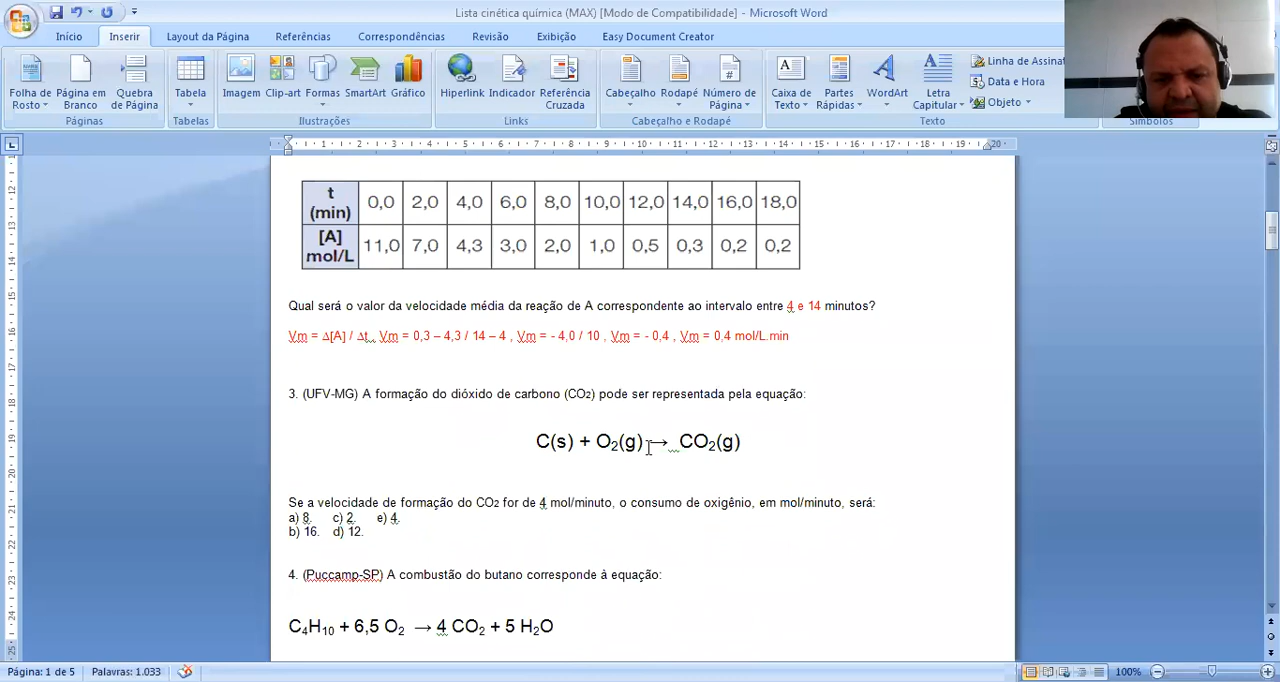 Lista cinética química (MAX) [Modo de Compatibilidade] - Microsoft Word
Início Inserir Layout da Página Referências Correspondências Revisão Exibição Easy Document Creator
Folha de Rosto Página em Branco Quebra de Página
Páginas
Tabela
Tabelas
Imagem Clip-art Formas SmartArt Gráfico
Ilustrações
Hiperlink Indicador Referência Cruzada
Links
Cabeçalho Rodapé Número de Página
Cabeçalho e Rodapé
Caixa de Texto Partes Rápidas WordArt Letra Capitular
Linha de Assinat
Data e Hora
Objeto
Texto
Símbolos
t (min) 0,0 2,0 4,0 6,0 8,0 10,0 12,0 14,0 16,0 18,0
[A] mol/L 11,0 7,0 4,3 3,0 2,0 1,0 0,5 0,3 0,2 0,2
Qual será o valor da velocidade média da reação de A correspondente ao intervalo entre 4 e 14 minutos?
Vm = Δ[A] / Δt , Vm = 0,3 – 4,3 / 14 – 4 , Vm = - 4,0 / 10 , Vm = - 0,4 , Vm = 0,4 mol/L.min
3. (UFV-MG) A formação do dióxido de carbono (CO2) pode ser representada pela equação:
C(s) + O2(g) → CO2(g)
Se a velocidade de formação do CO2 for de 4 mol/minuto, o consumo de oxigênio, em mol/minuto, será:
a) 8. c) 2. e) 4.
b) 16. d) 12.
4. (Puccamp-SP) A combustão do butano corresponde à equação:
C4H10 + 6,5 O2 → 4 CO2 + 5 H2O
Página: 1 de 5 Palavras: 1.033 100%